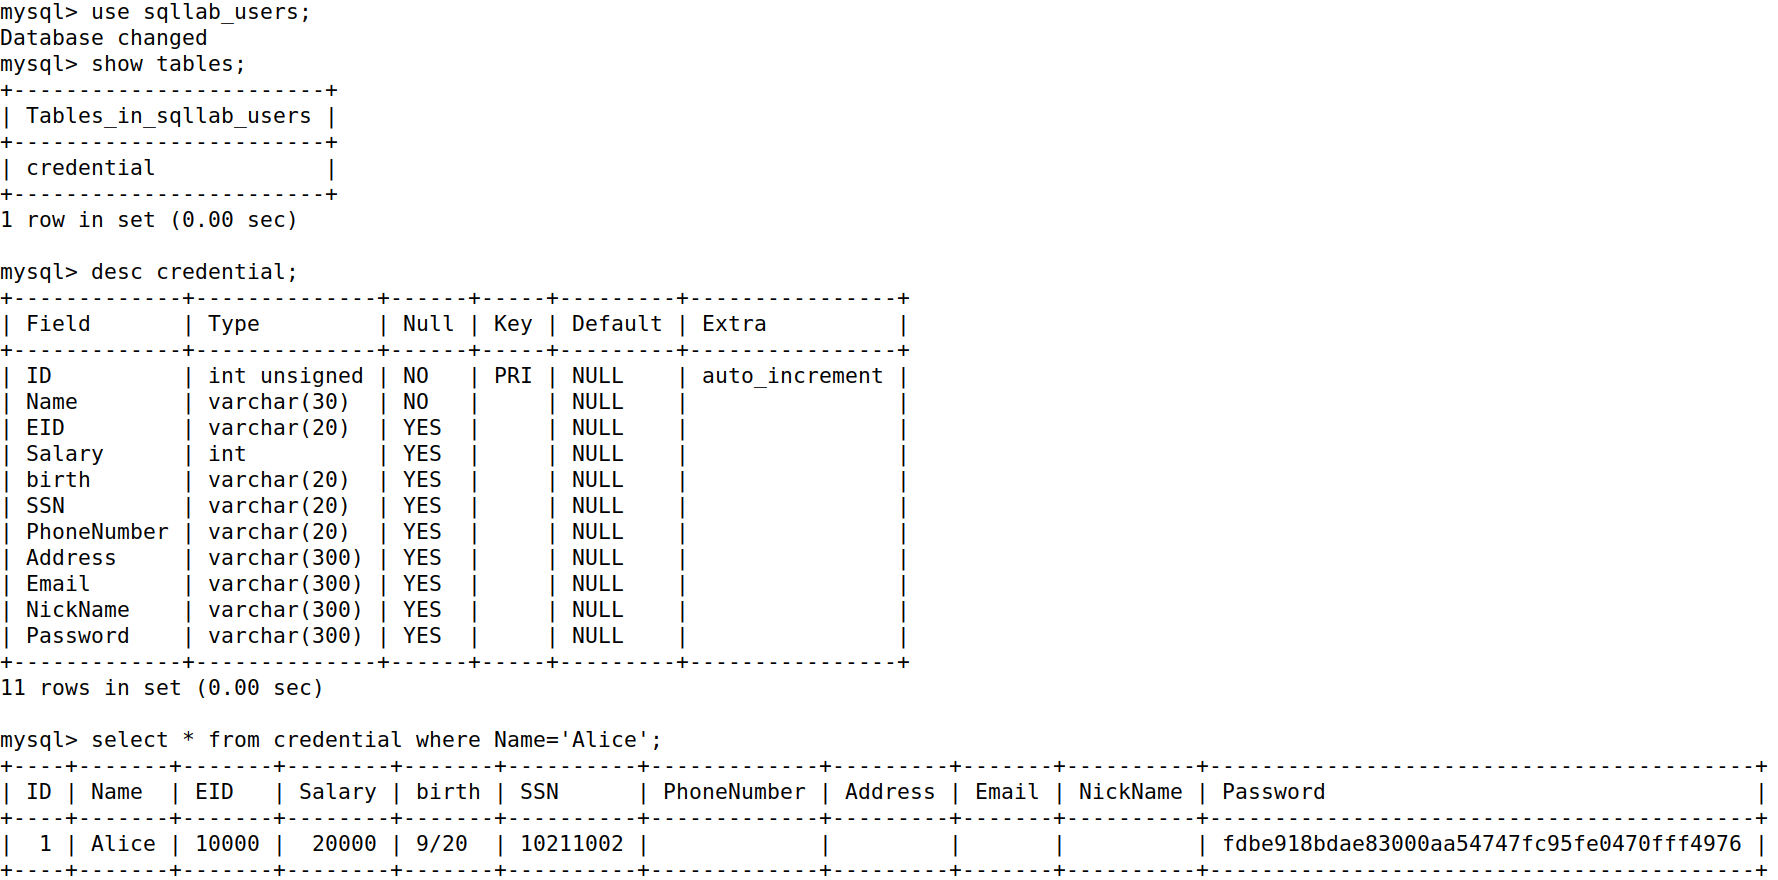 mysql> use sqllab_users;
Database changed
mysql> show tables;
+------------------------+
| Tables_in_sqllab_users |
+------------------------+
| credential             |
+------------------------+
1 row in set (0.00 sec)

mysql> desc credential;
+-------------+--------------+------+-----+---------+----------------+
| Field       | Type         | Null | Key | Default | Extra          |
+-------------+--------------+------+-----+---------+----------------+
| ID          | int unsigned | NO   | PRI | NULL    | auto_increment |
| Name        | varchar(30)  | NO   |     | NULL    |                |
| EID         | varchar(20)  | YES  |     | NULL    |                |
| Salary      | int          | YES  |     | NULL    |                |
| birth       | varchar(20)  | YES  |     | NULL    |                |
| SSN         | varchar(20)  | YES  |     | NULL    |                |
| PhoneNumber | varchar(20)  | YES  |     | NULL    |                |
| Address     | varchar(300) | YES  |     | NULL    |                |
| Email       | varchar(300) | YES  |     | NULL    |                |
| NickName    | varchar(300) | YES  |     | NULL    |                |
| Password    | varchar(300) | YES  |     | NULL    |                |
+-------------+--------------+------+-----+---------+----------------+
11 rows in set (0.00 sec)

mysql> select * from credential where Name='Alice';
+----+-------+-------+--------+-------+----------+-------------+---------+-------+----------+------------------------------------------+
| ID | Name  | EID   | Salary | birth | SSN      | PhoneNumber | Address | Email | NickName | Password                                 |
+----+-------+-------+--------+-------+----------+-------------+---------+-------+----------+------------------------------------------+
|  1 | Alice | 10000 |  20000 | 9/20  | 10211002 |             |         |       |          | fdbe918bdae83000aa54747fc95fe0470fff4976 |
+----+-------+-------+--------+-------+----------+-------------+---------+-------+----------+------------------------------------------+